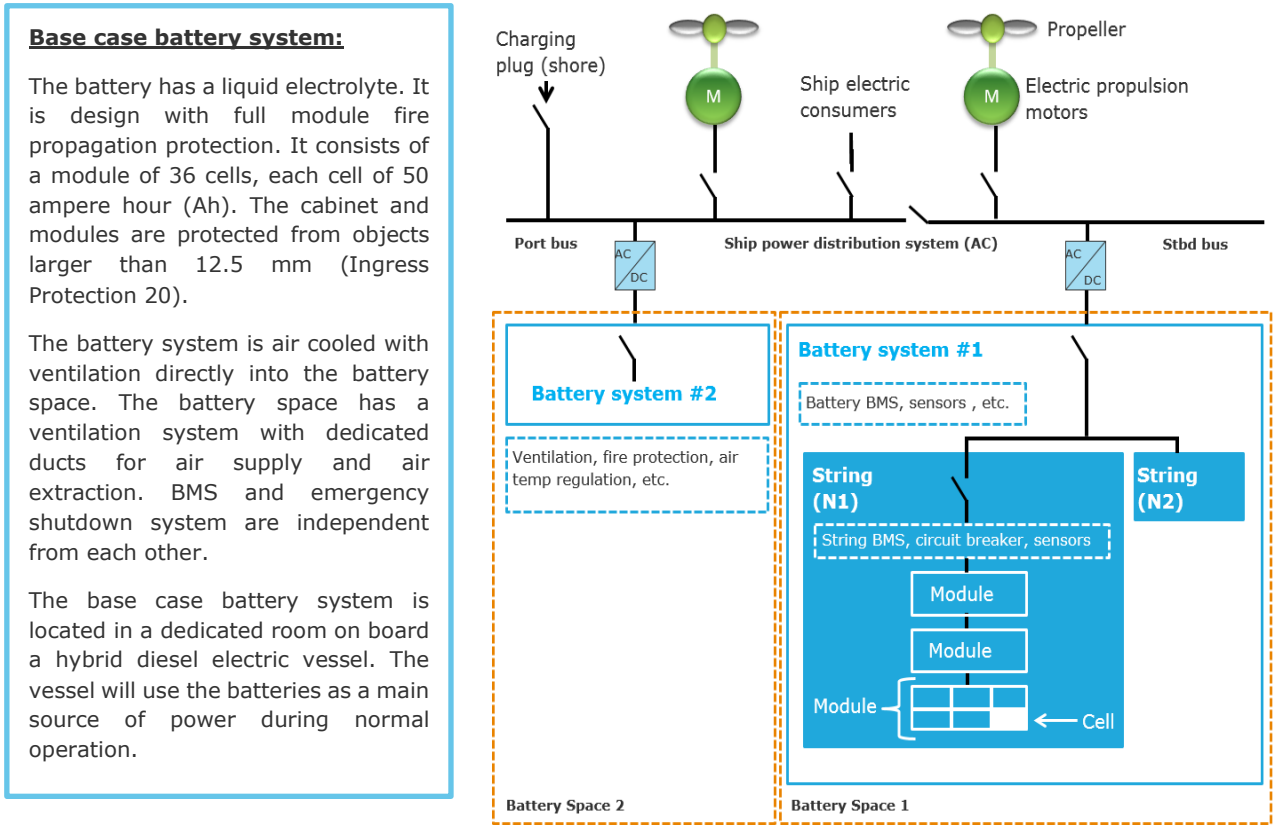 Base case battery system:
The battery has a liquid electrolyte. It
is design with full module fire
propagation protection. It consists of
a module of 36 cells, each cell of 50
ampere hour (Ah). The cabinet and
modules are protected from objects
larger than 12.5 mm (Ingress
Protection 20).
The battery system is air cooled with
ventilation directly into the battery
space. The battery space has a
ventilation system with dedicated
ducts for air supply and air
extraction. BMS and emergency
shutdown system are independent
from each other.
The base case battery system is
located in a dedicated room on board
a hybrid diesel electric vessel. The
vessel will use the batteries as a main
source of power during normal
operation.
Charging
plug (shore)
M
Ship electric
consumers
M
Propeller
Electric propulsion
motors
Port bus
Ship power distribution system (AC)
Stbd bus
AC
DC
AC
DC
Battery system #2
Ventilation, fire protection, air
temp regulation, etc.
Battery Space 2
Battery system #1
Battery BMS, sensors , etc.
String
(N1)
String
(N2)
String BMS, circuit breaker, sensors
Module
Module
Module
Cell
Battery Space 1